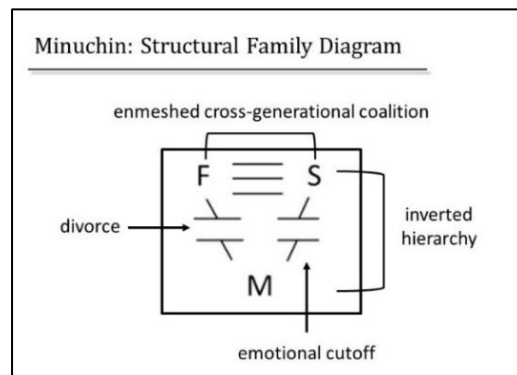 Minuchin: Structural Family Diagram
enmeshed cross-generational coalition
F S
divorce
inverted
hierarchy
M
emotional cutoff